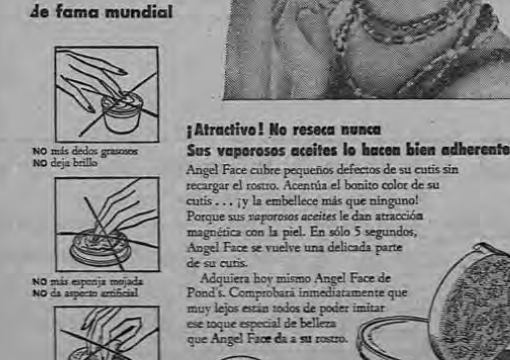 de fama mundial
NO más dedos grasosos
NO deja brillo
NO más esponja mojada
NO da aspecto artificial
¡Atractivo! No reseca nunca
Sus vaporosos aceites lo hacen bien adherente
Angel Face cubre pequeños defectos de su cutis sin
recargar el rostro. Acentúa el bonito color de su
cutis . . . ¡y la embellece más que ninguno!
Porque sus vaporosos aceites le dan atracción
magnética con la piel. En sólo 5 segundos,
Angel Face se vuelve una delicada parte
de su cutis.
Adquiera hoy mismo Angel Face de
Pond's. Comprobará inmediatamente que
muy lejos están todos de poder imitar
ese toque especial de belleza
que Angel Face da a su rostro.